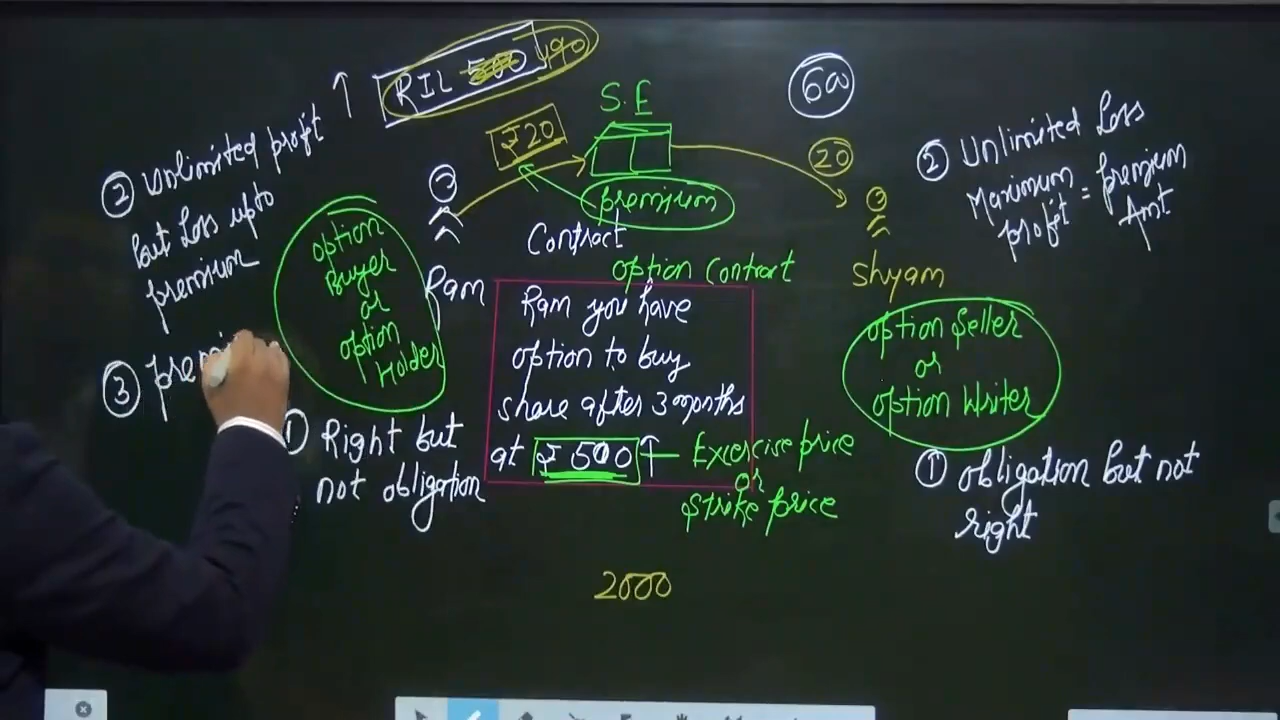 RIL 500 490
S.E
600
₹20
20
premium
② Unlimited profit
but Loss upto
premium
② Unlimited Loss
Maximum
profit = premium
Amt
option
Buyer
or
option
Holder
Ram
Contract
option Contract
Shyam
Ram you have
option to buy
share after 3 months
at ₹500
Excercise price
or
Strike price
option Seller
or
option Writer
③
① Right but
not obligation
① obligation but not
right
2000